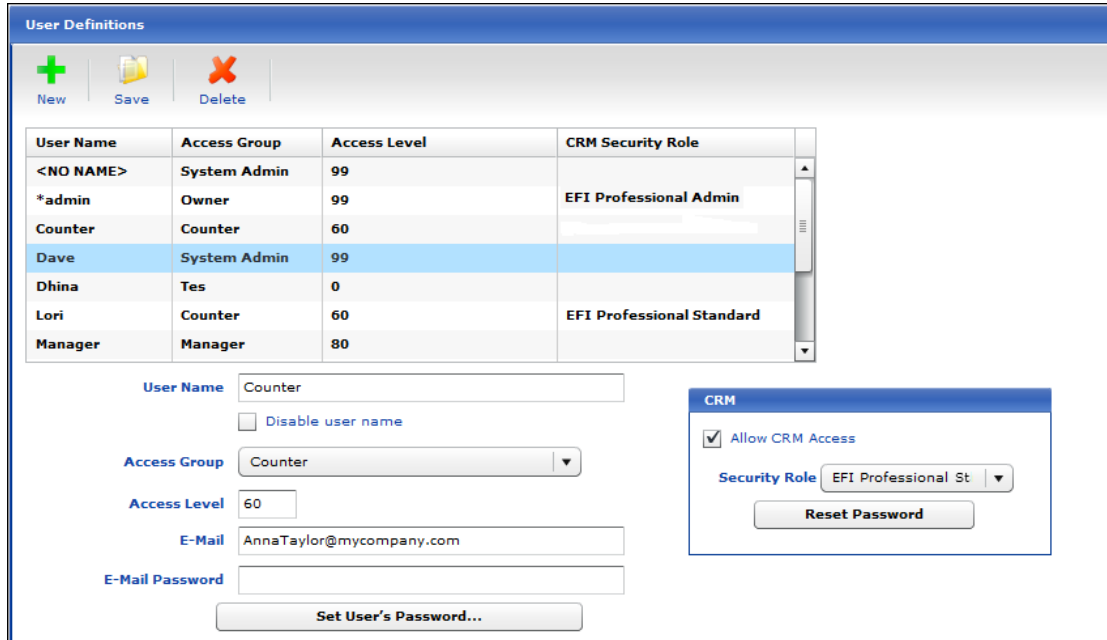 User Definitions
New Save Delete
User Name Access Group Access Level CRM Security Role
<NO NAME> System Admin 99
*admin Owner 99 EFI Professional Admin
Counter Counter 60
Dave System Admin 99
Dhina Tes 0
Lori Counter 60 EFI Professional Standard
Manager Manager 80
User Name Counter
Disable user name
Access Group Counter
Access Level 60
E-Mail AnnaTaylor@mycompany.com
E-Mail Password
Set User's Password...
CRM
Allow CRM Access
Security Role EFI Professional St
Reset Password